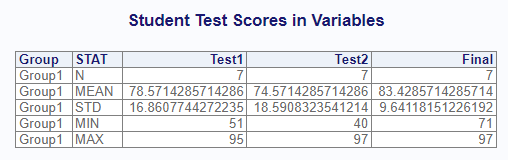 Student Test Scores in Variables
Group STAT Test1 Test2 Final
Group1 N 7 7 7
Group1 MEAN 78.5714285714286 74.5714285714286 83.4285714285714
Group1 STD 16.8607744272235 18.5908323541214 9.64118151226192
Group1 MIN 51 40 71
Group1 MAX 95 97 97